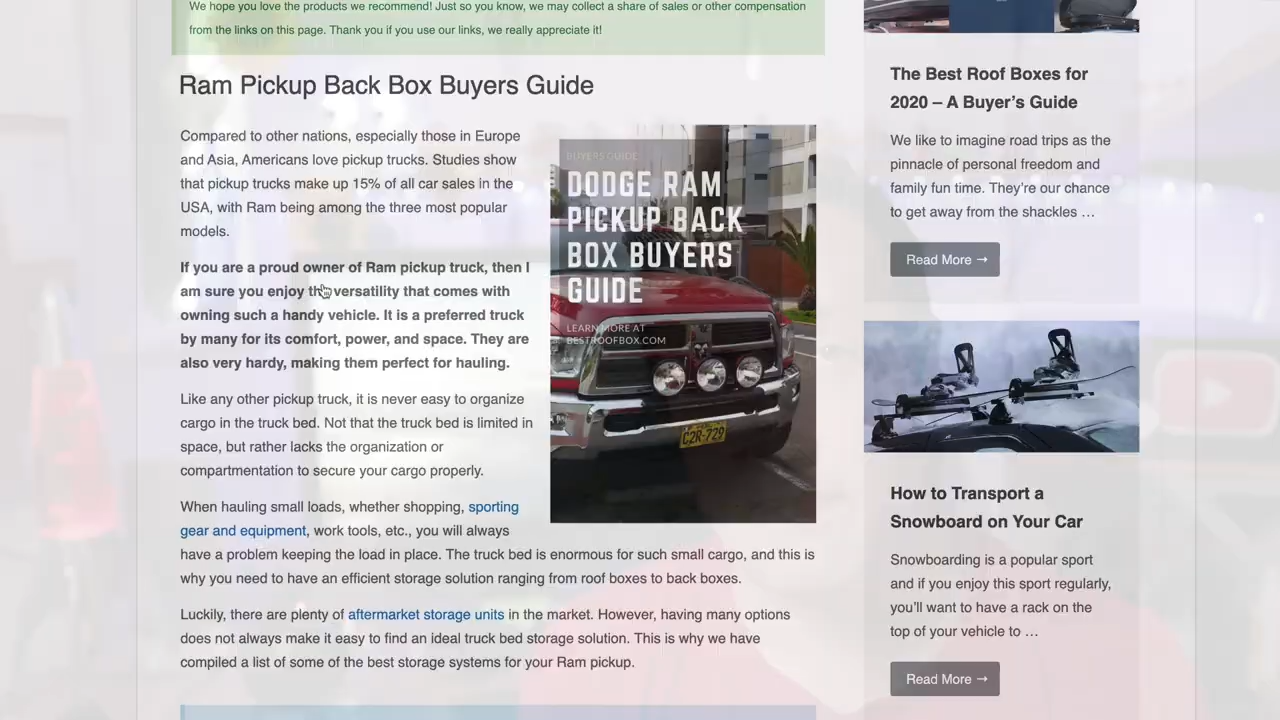 We hope you love the products we recommend! Just so you know, we may collect a share of sales or other compensation
from the links on this page. Thank you if you use our links, we really appreciate it!
Ram Pickup Back Box Buyers Guide
Compared to other nations, especially those in Europe
and Asia, Americans love pickup trucks. Studies show
that pickup trucks make up 15% of all car sales in the
USA, with Ram being among the three most popular
models.
If you are a proud owner of Ram pickup truck, then I
am sure you enjoy the versatility that comes with
owning such a handy vehicle. It is a preferred truck
by many for its comfort, power, and space. They are
also very hardy, making them perfect for hauling.
Like any other pickup truck, it is never easy to organize
cargo in the truck bed. Not that the truck bed is limited in
space, but rather lacks the organization or
compartmentation to secure your cargo properly.
When hauling small loads, whether shopping, sporting
gear and equipment, work tools, etc., you will always
have a problem keeping the load in place. The truck bed is enormous for such small cargo, and this is
why you need to have an efficient storage solution ranging from roof boxes to back boxes.
Luckily, there are plenty of aftermarket storage units in the market. However, having many options
does not always make it easy to find an ideal truck bed storage solution. This is why we have
compiled a list of some of the best storage systems for your Ram pickup.
BUYERS GUIDE
DODGE RAM
PICKUP BACK
BOX BUYERS
GUIDE
LEARN MORE AT
BESTROOFBOX.COM
C2R-729
The Best Roof Boxes for
2020 – A Buyer’s Guide
We like to imagine road trips as the
pinnacle of personal freedom and
family fun time. They’re our chance
to get away from the shackles …
Read More →
How to Transport a
Snowboard on Your Car
Snowboarding is a popular sport
and if you enjoy this sport regularly,
you’ll want to have a rack on the
top of your vehicle to …
Read More →